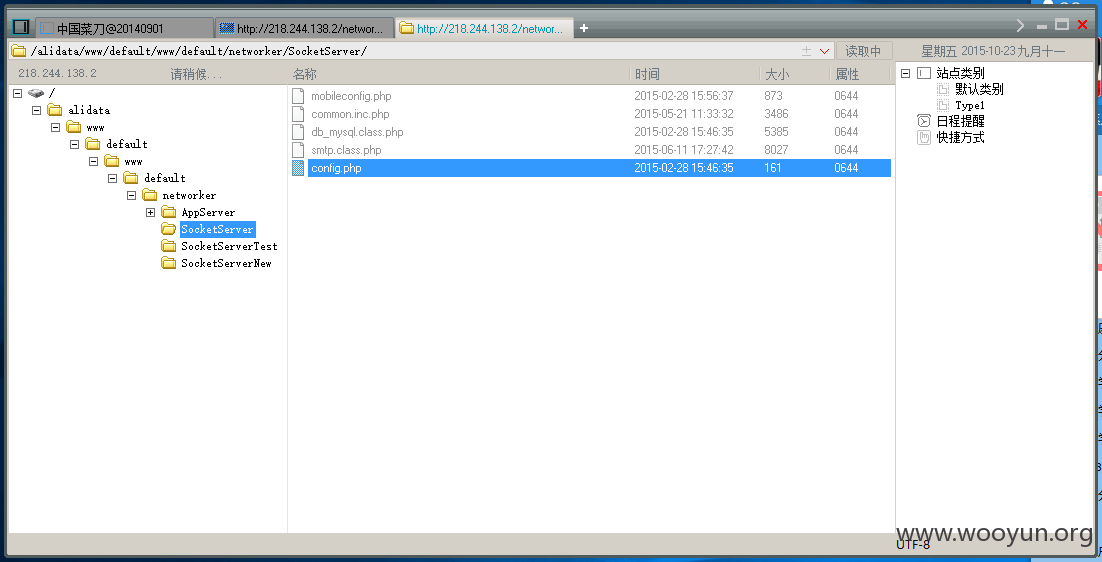 中国菜刀@20140901 http://218.244.138.2/networ... http://218.244.138.2/networ...
/alidata/www/default/www/default/networker/SocketServer/ 读取中 星期五 2015-10-23 九月十一
218.244.138.2 请稍候... 名称 时间 大小 属性
/
alidata
www
default
www
default
networker
AppServer
SocketServer
SocketServerTest
SocketServerNew
mobileconfig.php 2015-02-28 15:56:37 873 0644
common.inc.php 2015-05-21 11:33:32 3486 0644
db_mysql.class.php 2015-02-28 15:46:35 5385 0644
smtp.class.php 2015-06-11 17:27:42 8027 0644
config.php 2015-02-28 15:46:35 161 0644
站点类别
默认类别
Type1
日程提醒
快捷方式
www.wooyun.org
UTF-8